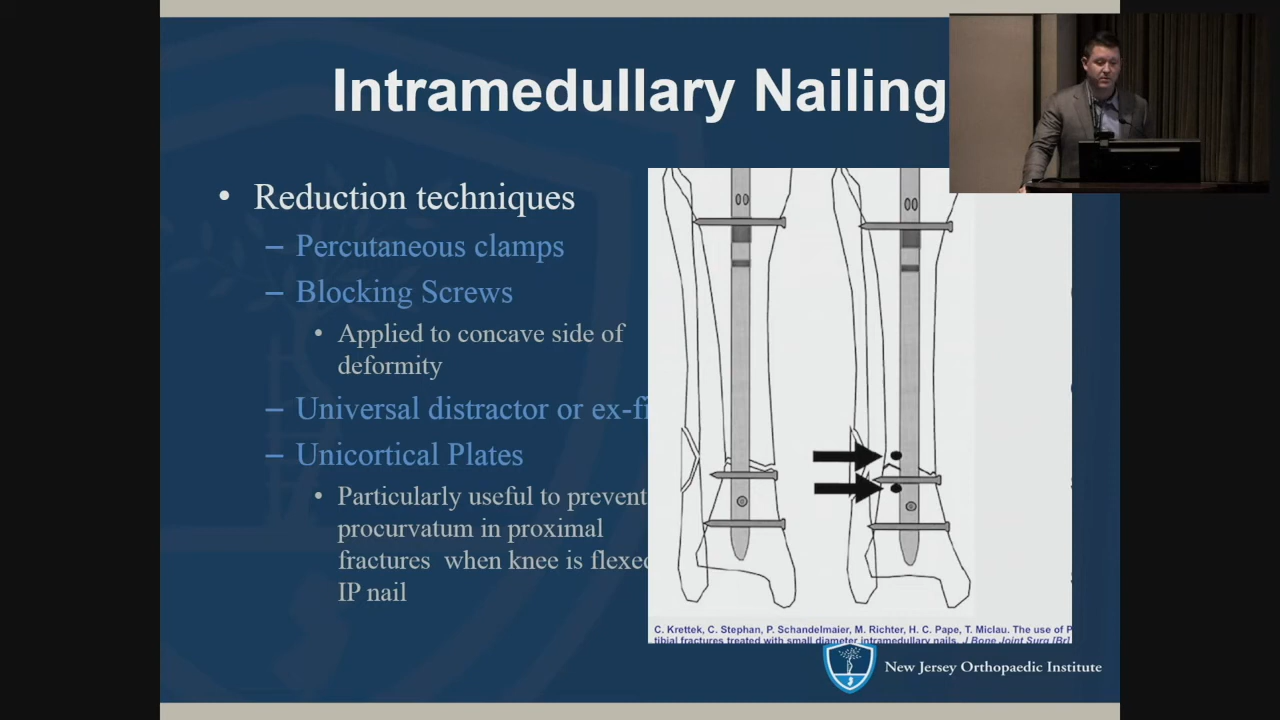 Intramedullary Nailing
• Reduction techniques
– Percutaneous clamps
– Blocking Screws
• Applied to concave side of
deformity
– Universal distractor or ex-fi
– Unicortical Plates
• Particularly useful to prevent
procurvatum in proximal
fractures when knee is flexed
IP nail
C. Krettek, C. Stephan, P. Schandelmaier, M. Richter, H. C. Pape, T. Miclau. The use of P
tibial fractures treated with small diameter intramedullary nails. J Bone Joint Surg [Br]
New Jersey Orthopaedic Institute